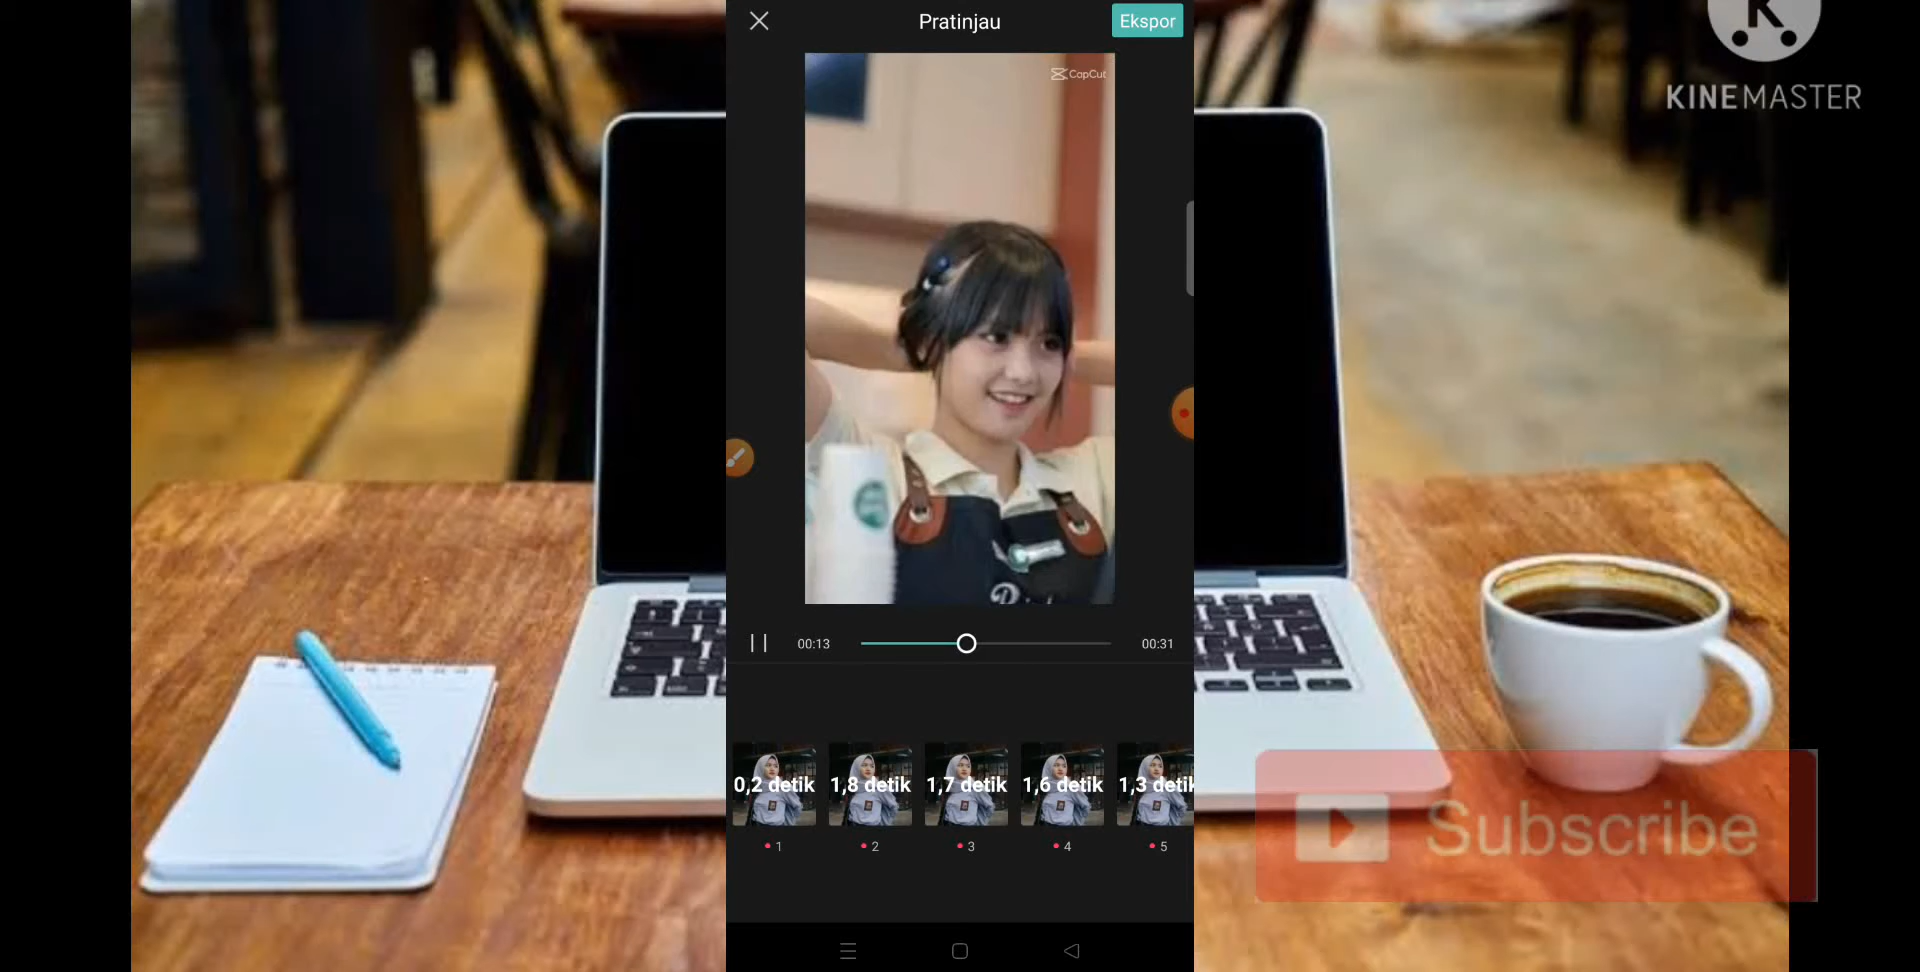 Pratinjau
Ekspor
CapCut
KINEMASTER
00:13
00:31
0,2 detik
1,8 detik
1,7 detik
1,6 detik
1,3 detik
1
2
3
4
5
Subscribe